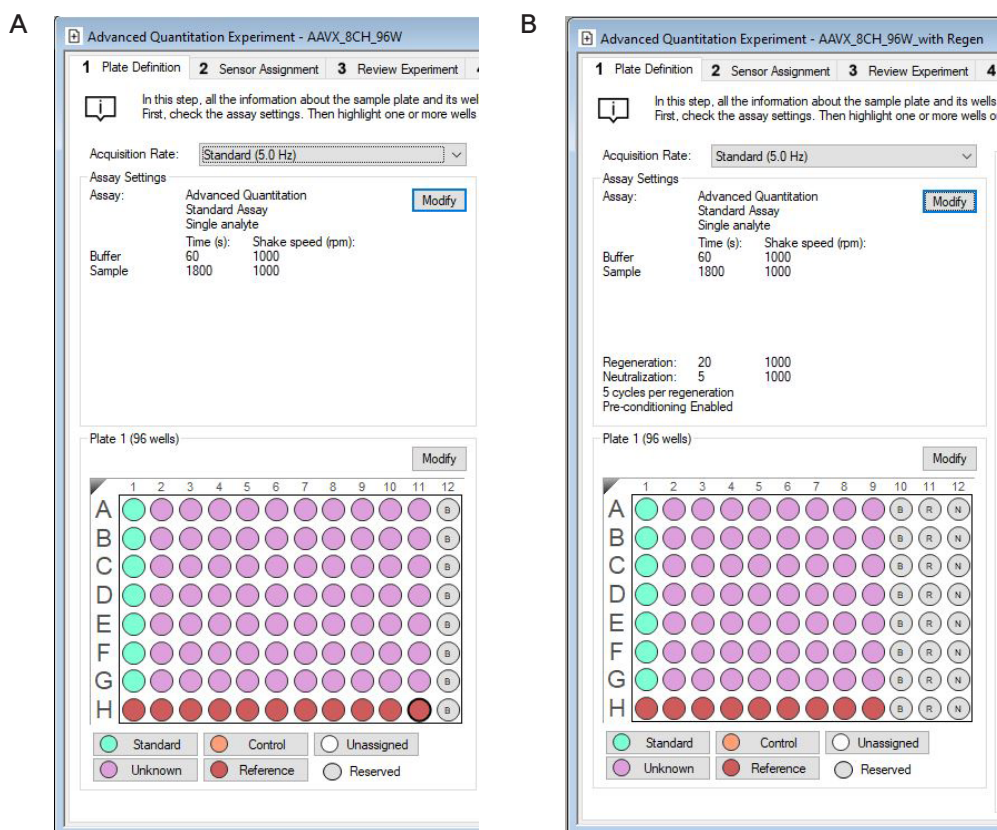 A
Advanced Quantitation Experiment - AAVX_8CH_96W
1 Plate Definition 2 Sensor Assignment 3 Review Experiment
In this step, all the information about the sample plate and its wel
First, check the assay settings. Then highlight one or more wells
Acquisition Rate: Standard (5.0 Hz)
Assay Settings
Assay: Advanced Quantitation Modify
Standard Assay
Single analyte
Time (s): Shake speed (rpm):
Buffer 60 1000
Sample 1800 1000
Plate 1 (96 wells)
Modify
1 2 3 4 5 6 7 8 9 10 11 12
A B
B B
C B
D B
E B
F B
G B
H B
Standard Control Unassigned
Unknown Reference Reserved
B
Advanced Quantitation Experiment - AAVX_8CH_96W_with Regen
1 Plate Definition 2 Sensor Assignment 3 Review Experiment 4
In this step, all the information about the sample plate and its wells
First, check the assay settings. Then highlight one or more wells o
Acquisition Rate: Standard (5.0 Hz)
Assay Settings
Assay: Advanced Quantitation Modify
Standard Assay
Single analyte
Time (s): Shake speed (rpm):
Buffer 60 1000
Sample 1800 1000
Regeneration: 20 1000
Neutralization: 5 1000
5 cycles per regeneration
Pre-conditioning Enabled
Plate 1 (96 wells)
Modify
1 2 3 4 5 6 7 8 9 10 11 12
A B R N
B B R N
C B R N
D B R N
E B R N
F B R N
G B R N
H B R N
Standard Control Unassigned
Unknown Reference Reserved